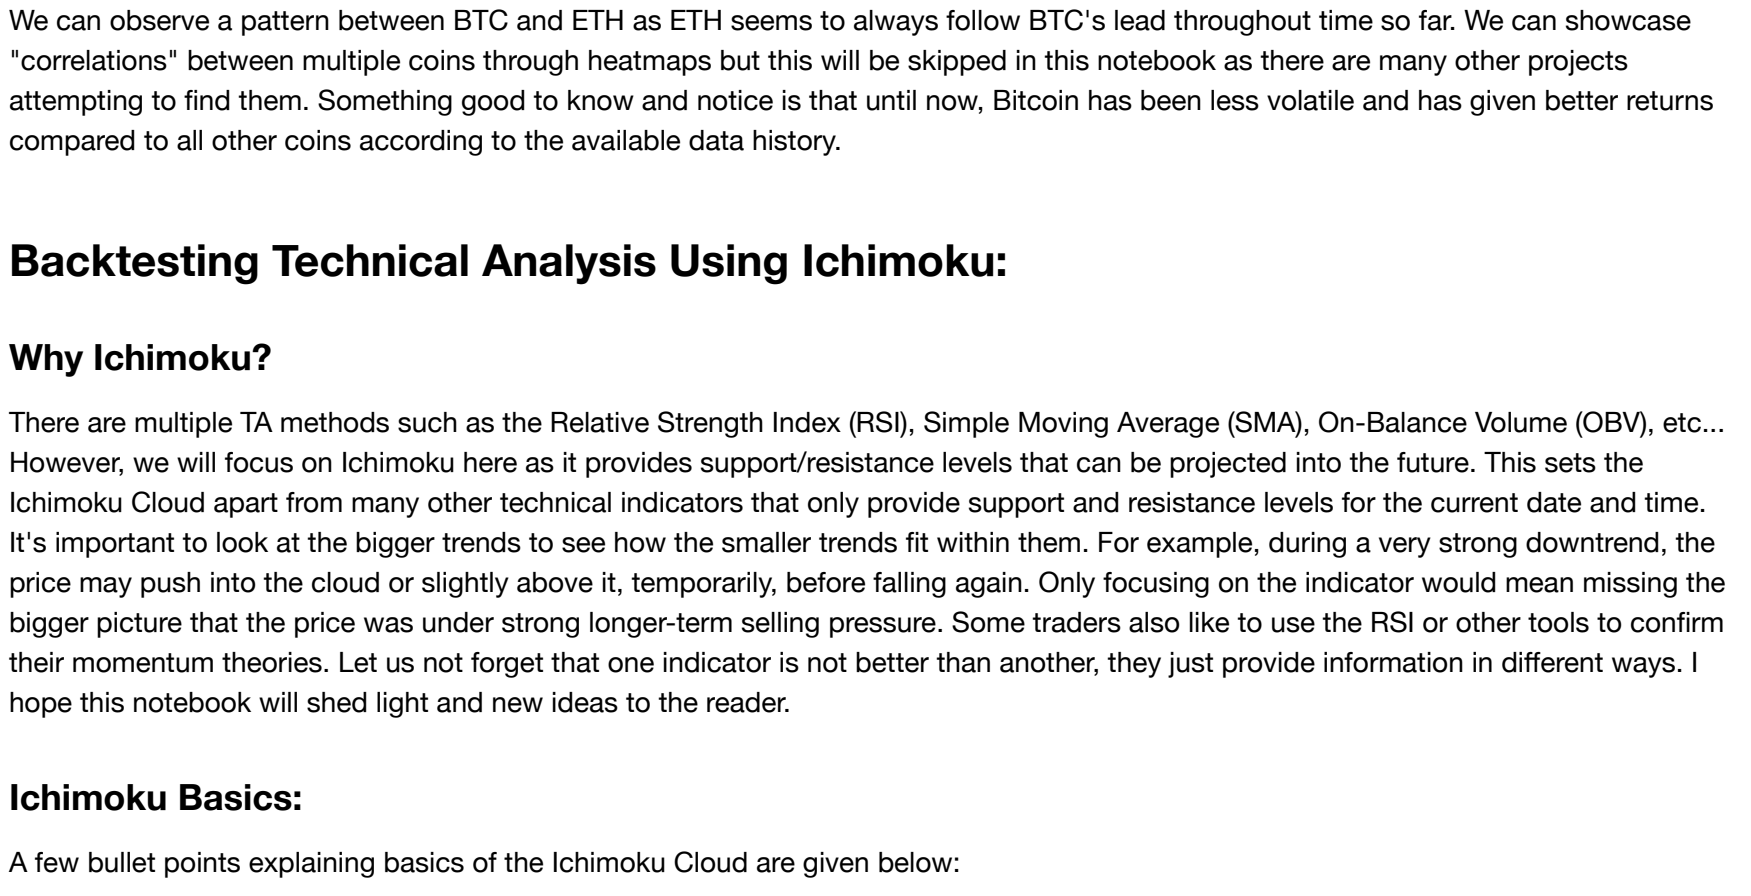 We can observe a pattern between BTC and ETH as ETH seems to always follow BTC's lead throughout time so far. We can showcase
"correlations" between multiple coins through heatmaps but this will be skipped in this notebook as there are many other projects
attempting to find them. Something good to know and notice is that until now, Bitcoin has been less volatile and has given better returns
compared to all other coins according to the available data history.
Backtesting Technical Analysis Using Ichimoku:
Why Ichimoku?
There are multiple TA methods such as the Relative Strength Index (RSI), Simple Moving Average (SMA), On-Balance Volume (OBV), etc...
However, we will focus on Ichimoku here as it provides support/resistance levels that can be projected into the future. This sets the
Ichimoku Cloud apart from many other technical indicators that only provide support and resistance levels for the current date and time.
It's important to look at the bigger trends to see how the smaller trends fit within them. For example, during a very strong downtrend, the
price may push into the cloud or slightly above it, temporarily, before falling again. Only focusing on the indicator would mean missing the
bigger picture that the price was under strong longer-term selling pressure. Some traders also like to use the RSI or other tools to confirm
their momentum theories. Let us not forget that one indicator is not better than another, they just provide information in different ways. I
hope this notebook will shed light and new ideas to the reader.
Ichimoku Basics:
A few bullet points explaining basics of the Ichimoku Cloud are given below: